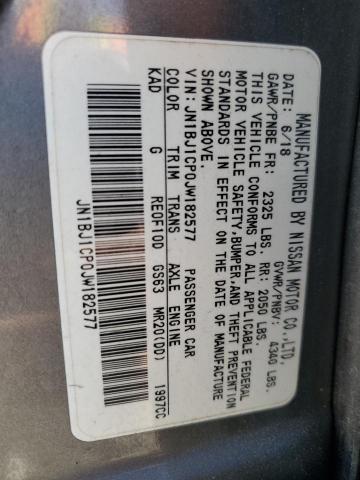 MANUFACTURED BY NISSAN MOTOR CO.,LTD.
6/18 GVWR/PNBV: 4340 LBS.
GAWR/PNBE FR: 2325 LBS. RR: 2050 LBS.
THIS VEHICLE CONFORMS TO ALL APPLICABLE FEDERAL
MOTOR VEHICLE SAFETY,BUMPER,AND THEFT PREVENTION
STANDARDS IN EFFECT ON THE DATE OF MANUFACTURE
SHOWN ABOVE.
VIN:JN1BJ1CP0JW182577 PASSENGER CAR
COLOR TRIM TRANS AXLE ENGINE
KAD G RE0F10D GS63 MR20(DD) 1997CC
JN1BJ1CP0JW182577